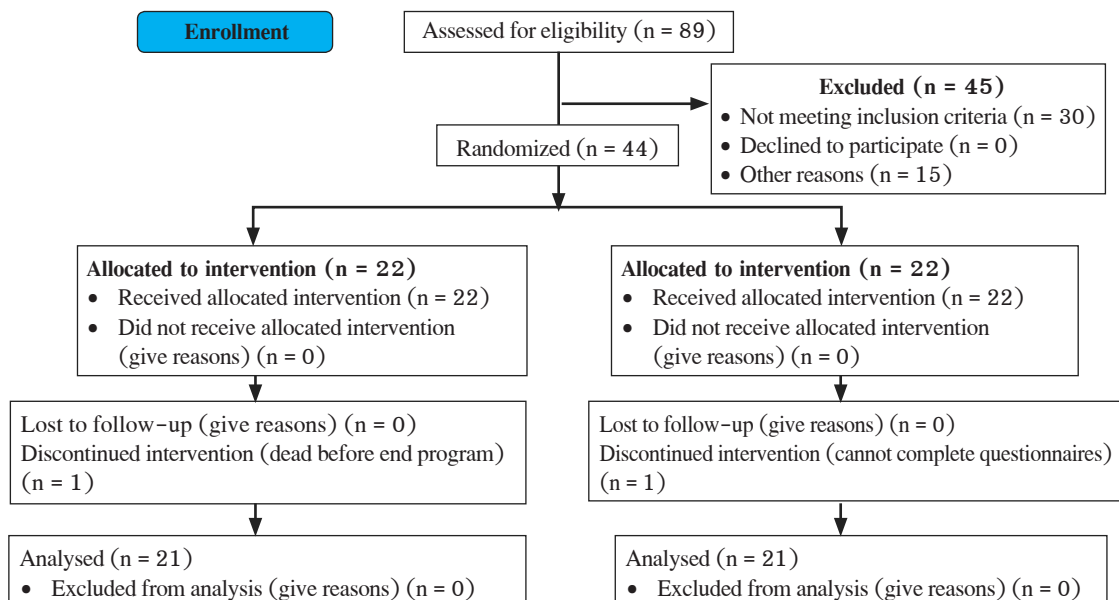 Enrollment
Assessed for eligibility (n = 89)
Excluded (n = 45)
• Not meeting inclusion criteria (n = 30)
• Declined to participate (n = 0)
• Other reasons (n = 15)
Randomized (n = 44)
Allocated to intervention (n = 22)
• Received allocated intervention (n = 22)
• Did not receive allocated intervention
(give reasons) (n = 0)
Allocated to intervention (n = 22)
• Received allocated intervention (n = 22)
• Did not receive allocated intervention
(give reasons) (n = 0)
Lost to follow-up (give reasons) (n = 0)
Discontinued intervention (dead before end program)
(n = 1)
Lost to follow-up (give reasons) (n = 0)
Discontinued intervention (cannot complete questionnaires)
(n = 1)
Analysed (n = 21)
• Excluded from analysis (give reasons) (n = 0)
Analysed (n = 21)
• Excluded from analysis (give reasons) (n = 0)